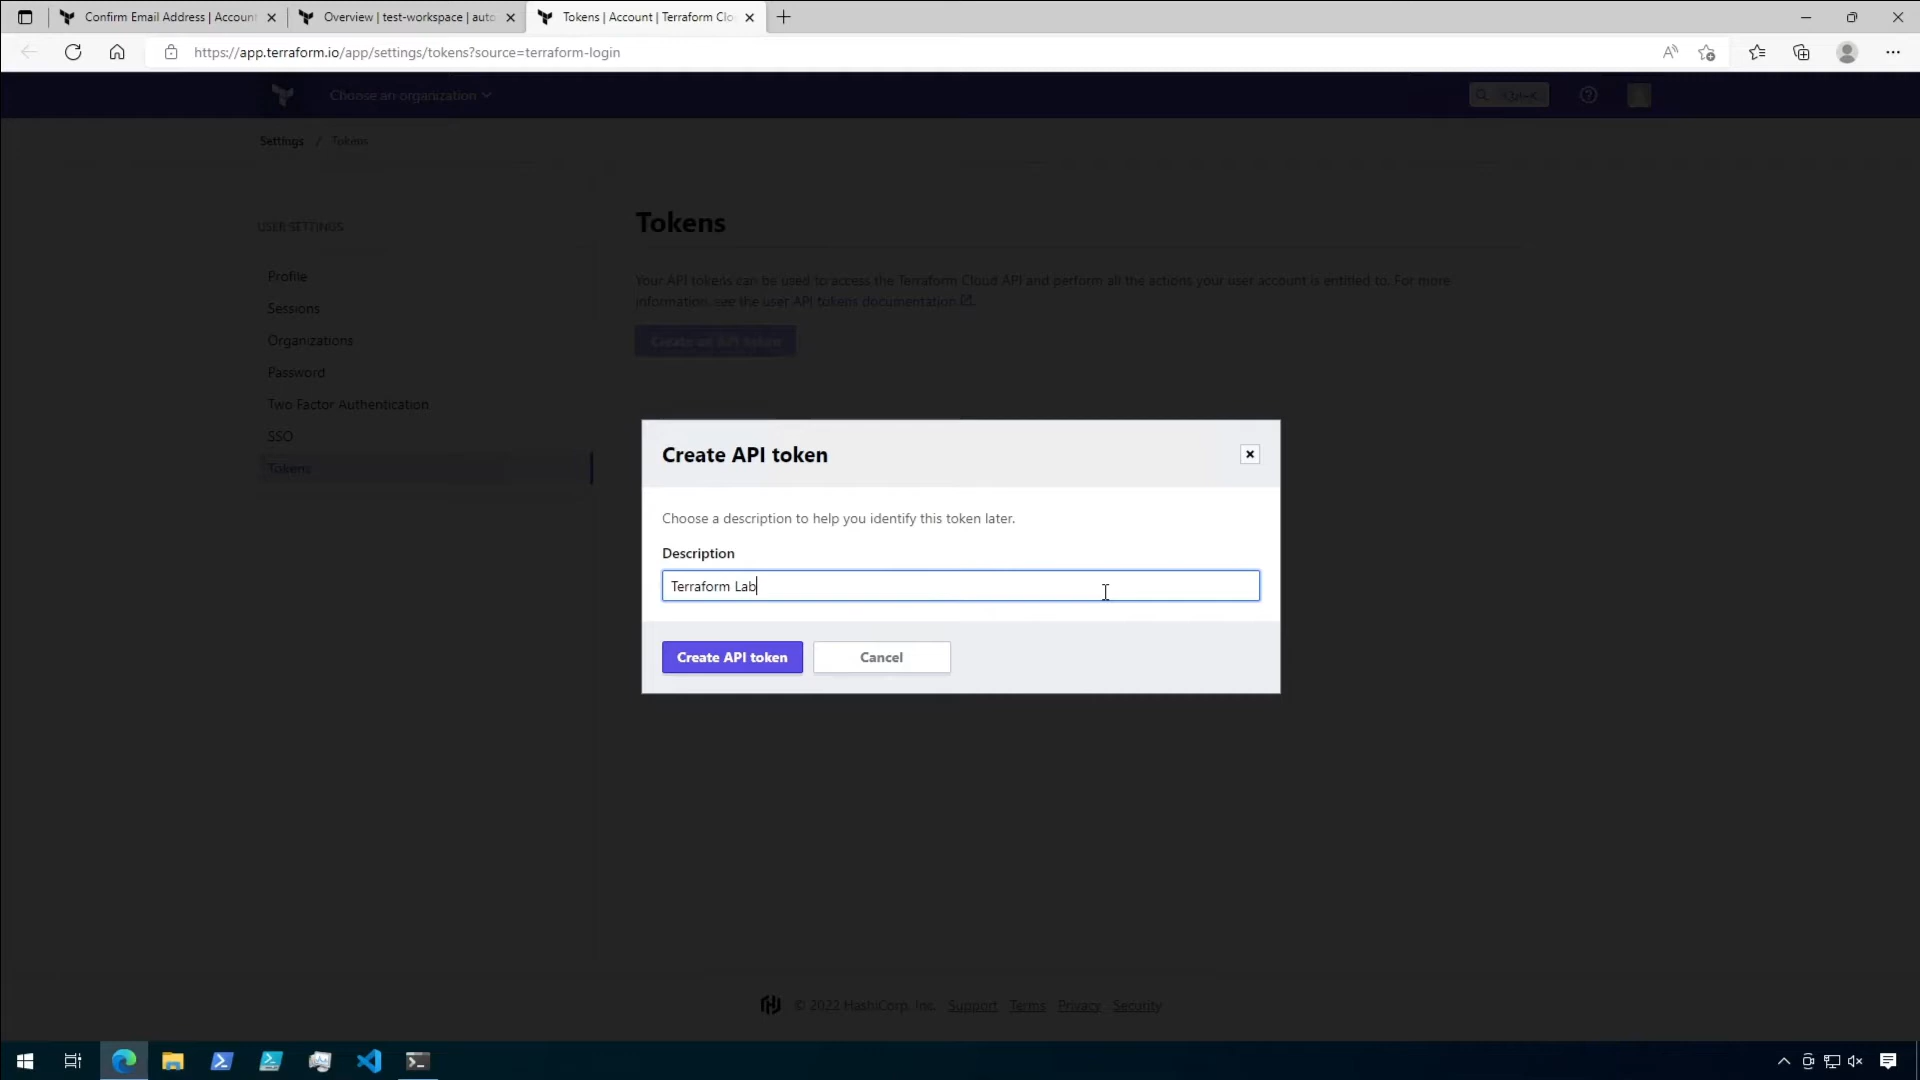 Confirm Email Address | Account
Overview | test-workspace | auto
Tokens | Account | Terraform Clo
https://app.terraform.io/app/settings/tokens?source=terraform-login
Choose an organization
Settings / Tokens
USER SETTINGS
Profile
Sessions
Organizations
Password
Two Factor Authentication
SSO
Tokens
Tokens
Your API tokens can be used to access the Terraform Cloud API and perform all the actions your user account is entitled to. For more
information, see the user API tokens documentation.
Create an API token
Create API token
Choose a description to help you identify this token later.
Description
Terraform Lab
Create API token
Cancel
© 2022 HashiCorp, Inc. Support Terms Privacy Security